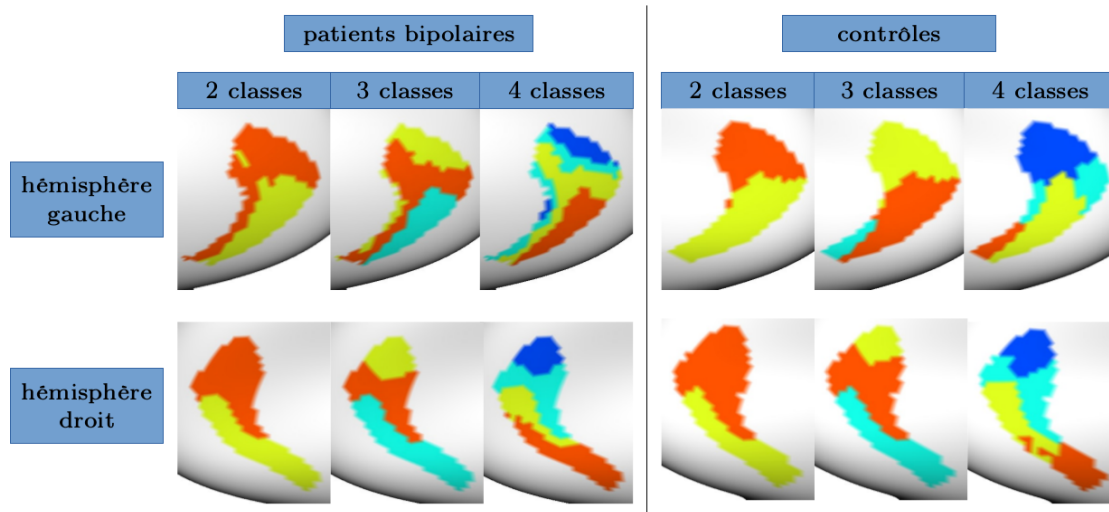 patients bipolaires
contrôles
2 classes
3 classes
4 classes
2 classes
3 classes
4 classes
hémisphère
gauche
hémisphère
droit